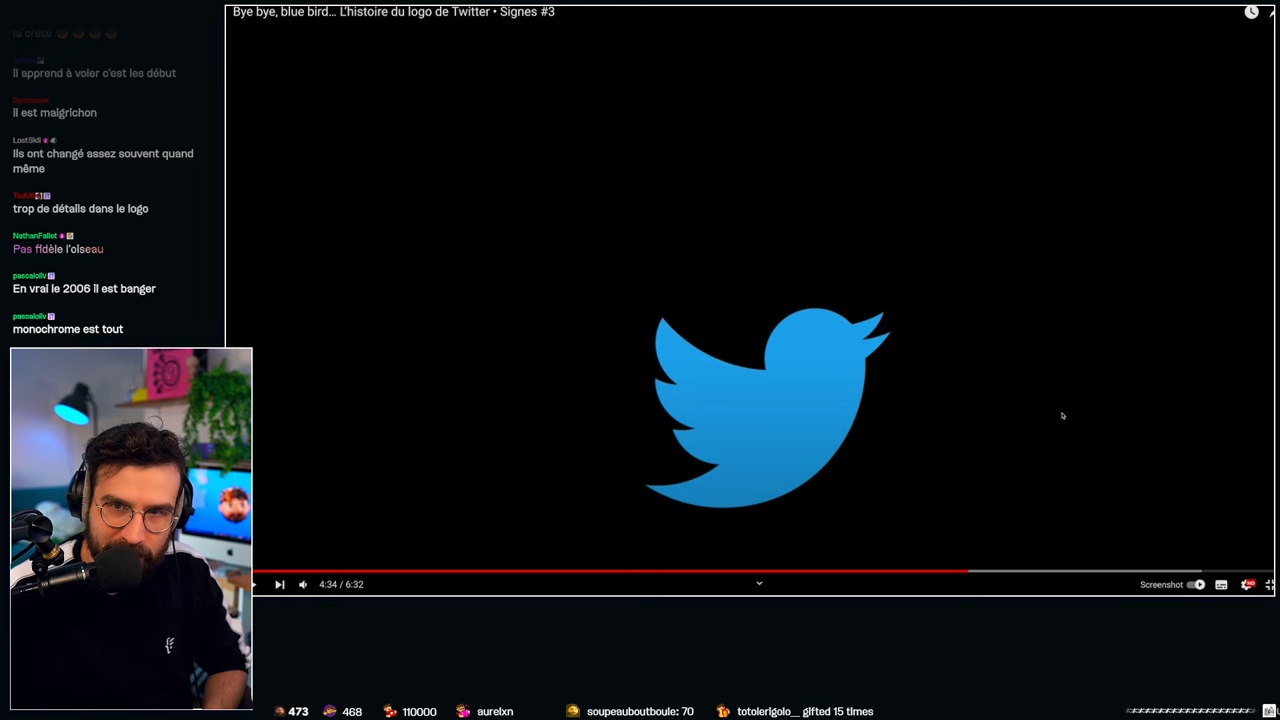 Bye bye, blue bird... L'histoire du logo de Twitter • Signes #3
il apprend à voler c'est les début
il est maigrichon
LostSkil
Ils ont changé assez souvent quand
même
trop de détails dans le logo
NathanFallet
Pas fidèle l'oiseau
pascalollv
En vrai le 2006 il est banger
pascalollv
monochrome est tout
4:34 / 6:32
Screenshot
473
468
110000
aurelxn
soupeauboutboule: 70
totolerigolo__ gifted 15 times